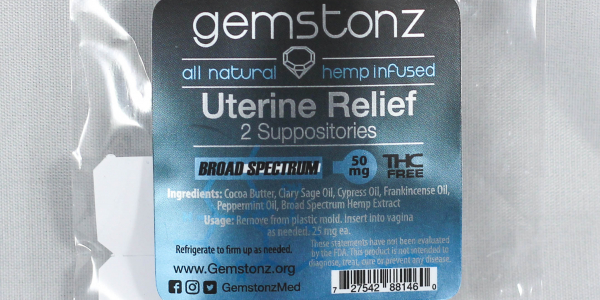 gemstonz
all natural hemp infused
Uterine Relief
2 Suppositories
BROAD SPECTRUM 50 mg THC FREE
Ingredients: Cocoa Butter, Clary Sage Oil, Cypress Oil, Frankincense Oil,
Peppermint Oil, Broad Spectrum Hemp Extract
Usage: Remove from plastic mold. Insert into vagina
as needed. 25 mg ea.
Refrigerate to firm up as needed.
These statements have not been evaluated
by the FDA. This product is not intended to
diagnose, treat, cure or prevent any disease.
www.Gemstonz.org
GemstonzMed
7 27542 88146 0